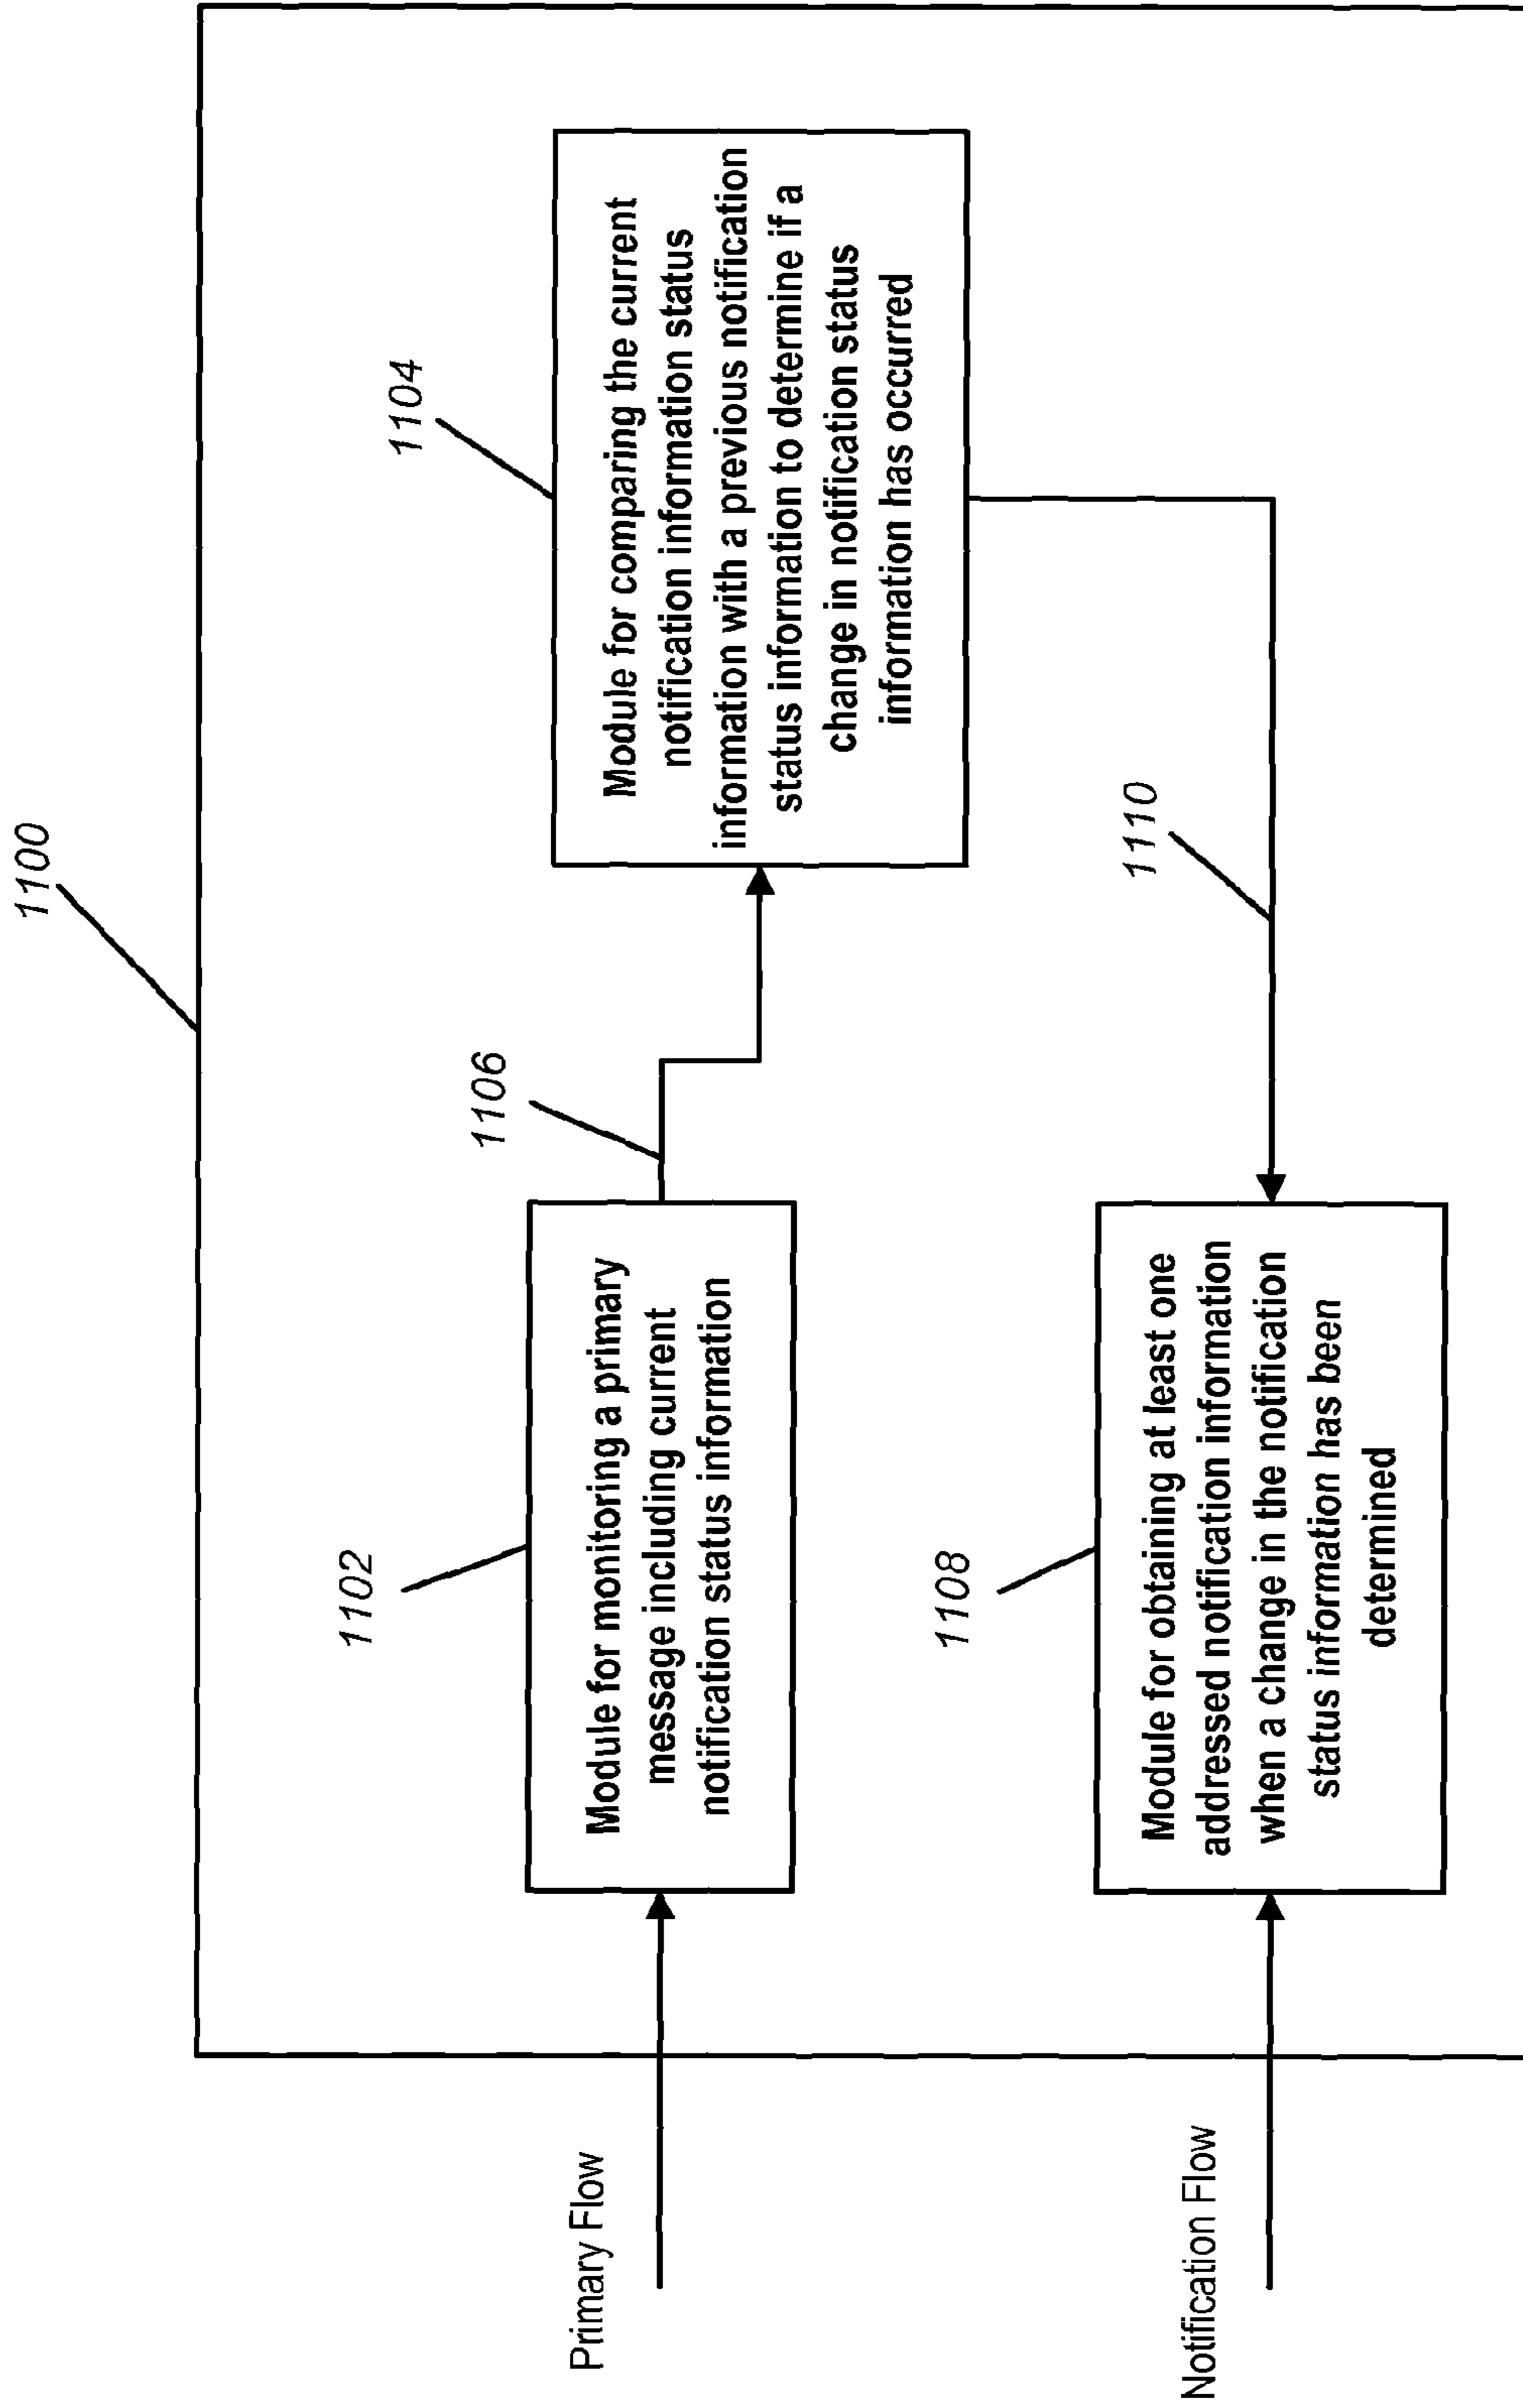 1100
1104
Module for comparing the current
notification information status
information with a previous notification
status information to determine if a
change in notification status
information has occurred
1106
1102
Module for monitoring a primary
message including current
notification status information
Primary Flow
1110
1108
Module for obtaining at least one
addressed notification information
when a change in the notification
status information has been
determined
Notification Flow